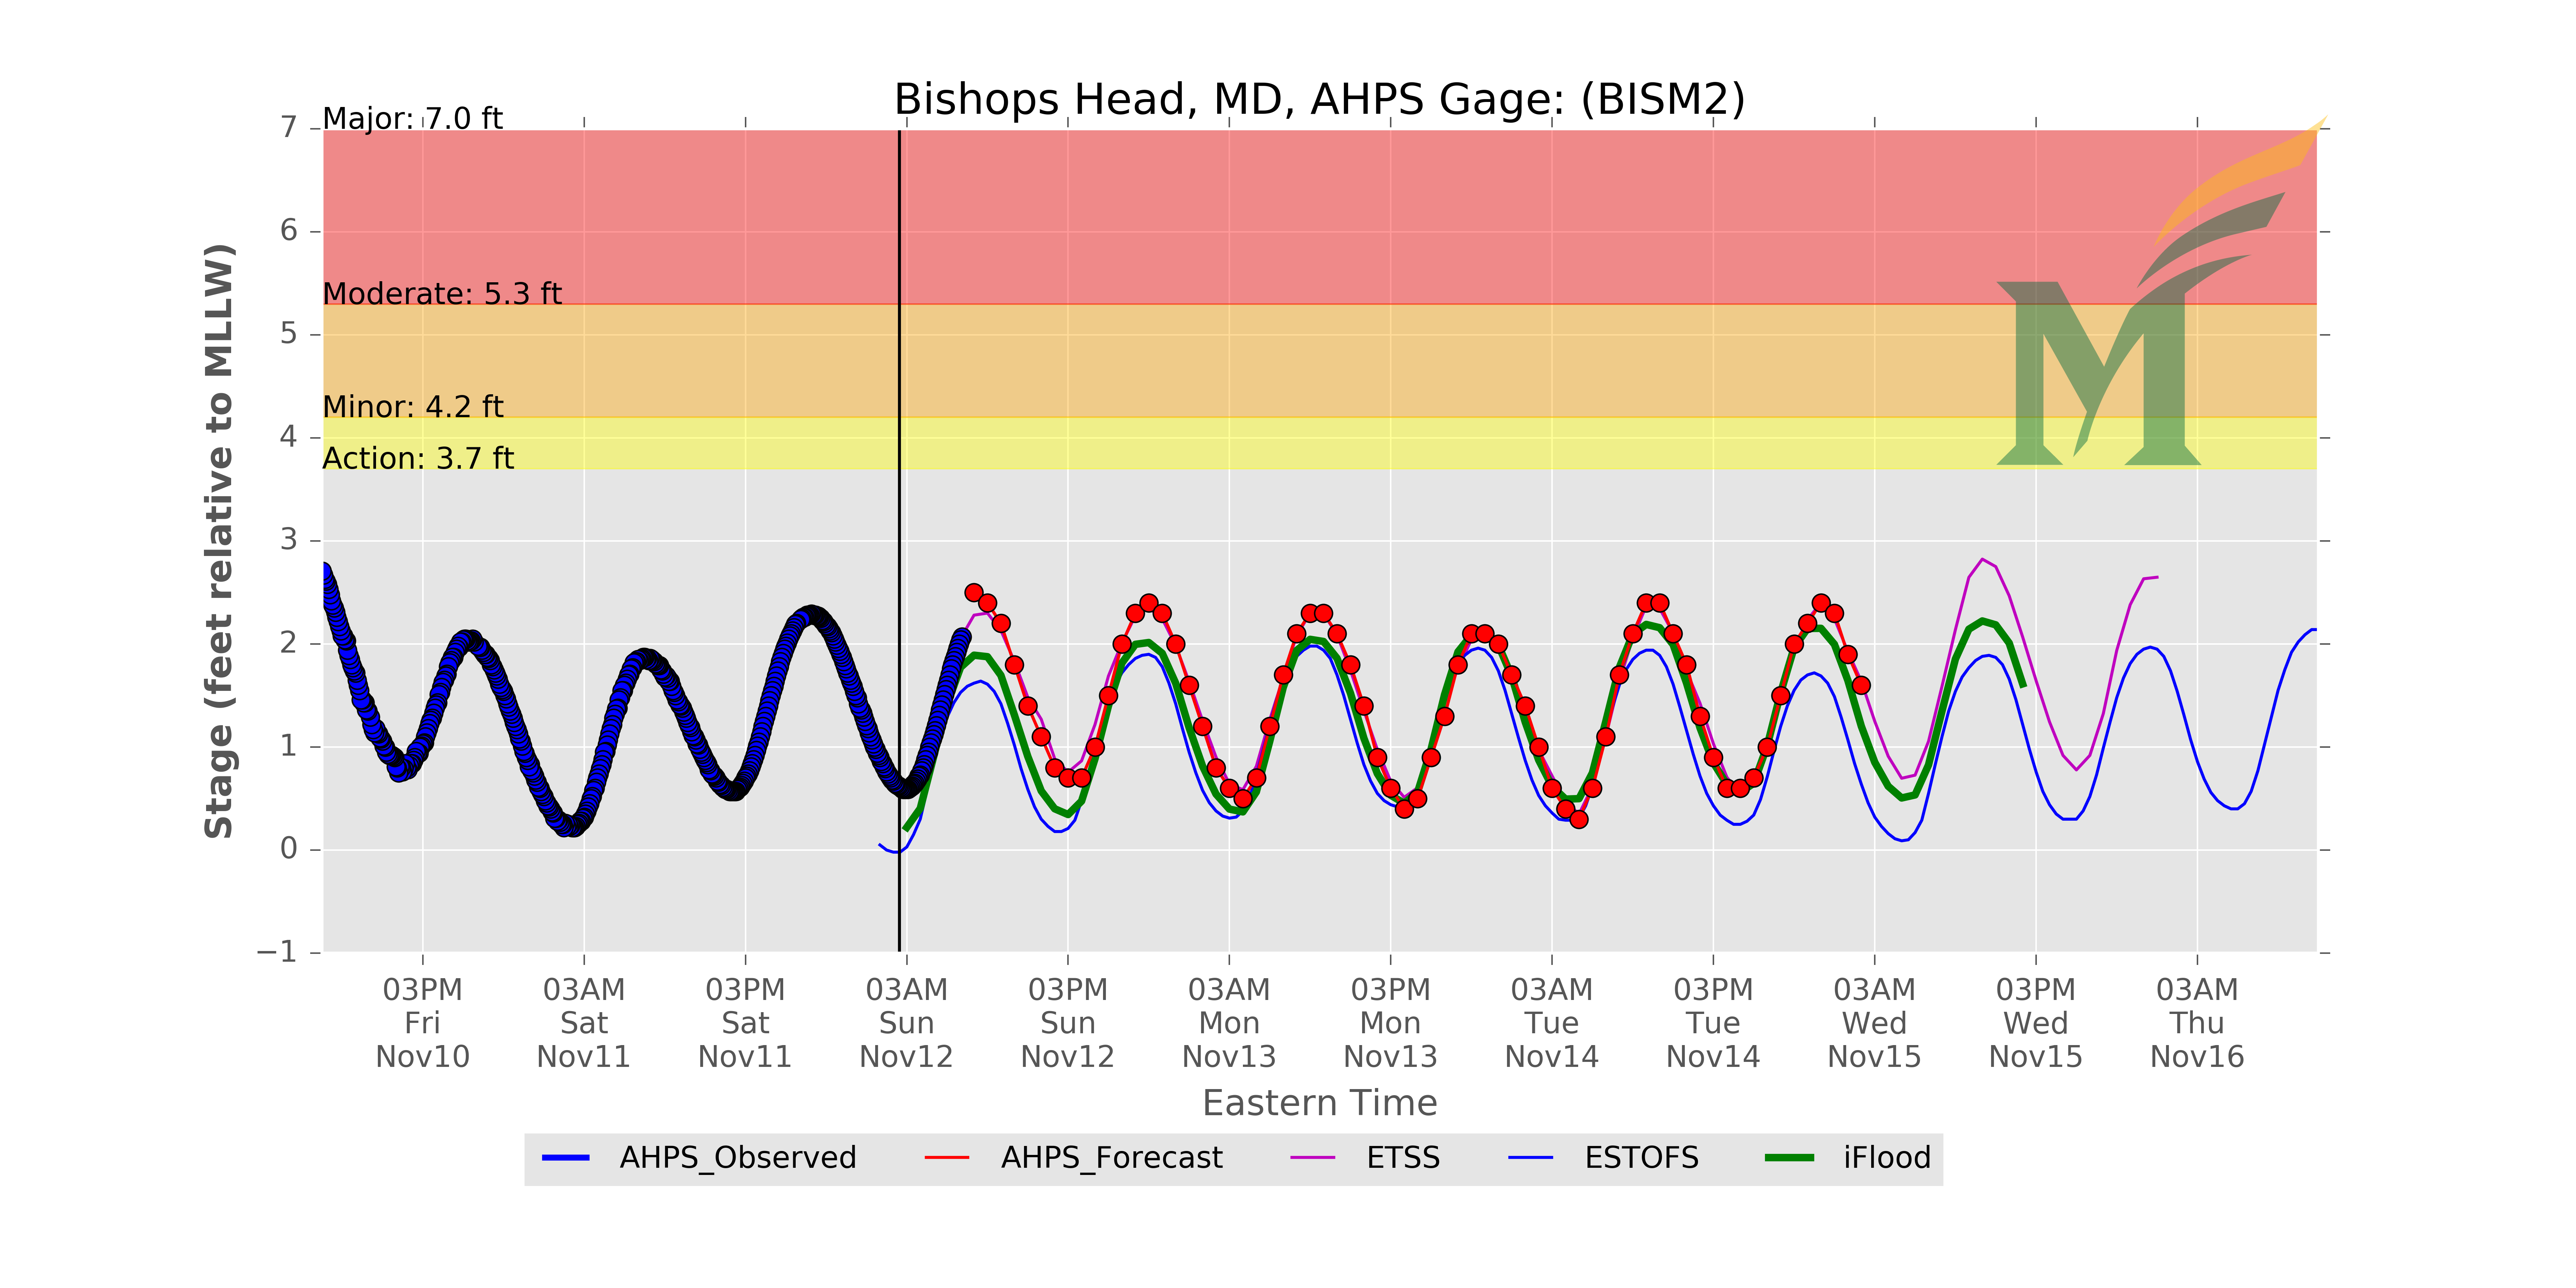 Bishops Head, MD, AHPS Gage: (BISM2)
Major: 7.0 ft
Moderate: 5.3 ft
Minor: 4.2 ft
Action: 3.7 ft
Stage (feet relative to MLLW)
7
6
5
4
3
2
1
0
−1
03PM
Fri
Nov10
03AM
Sat
Nov11
03PM
Sat
Nov11
03AM
Sun
Nov12
03PM
Sun
Nov12
03AM
Mon
Nov13
03PM
Mon
Nov13
03AM
Tue
Nov14
03PM
Tue
Nov14
03AM
Wed
Nov15
03PM
Wed
Nov15
03AM
Thu
Nov16
Eastern Time
AHPS_Observed
AHPS_Forecast
ETSS
ESTOFS
iFlood
M